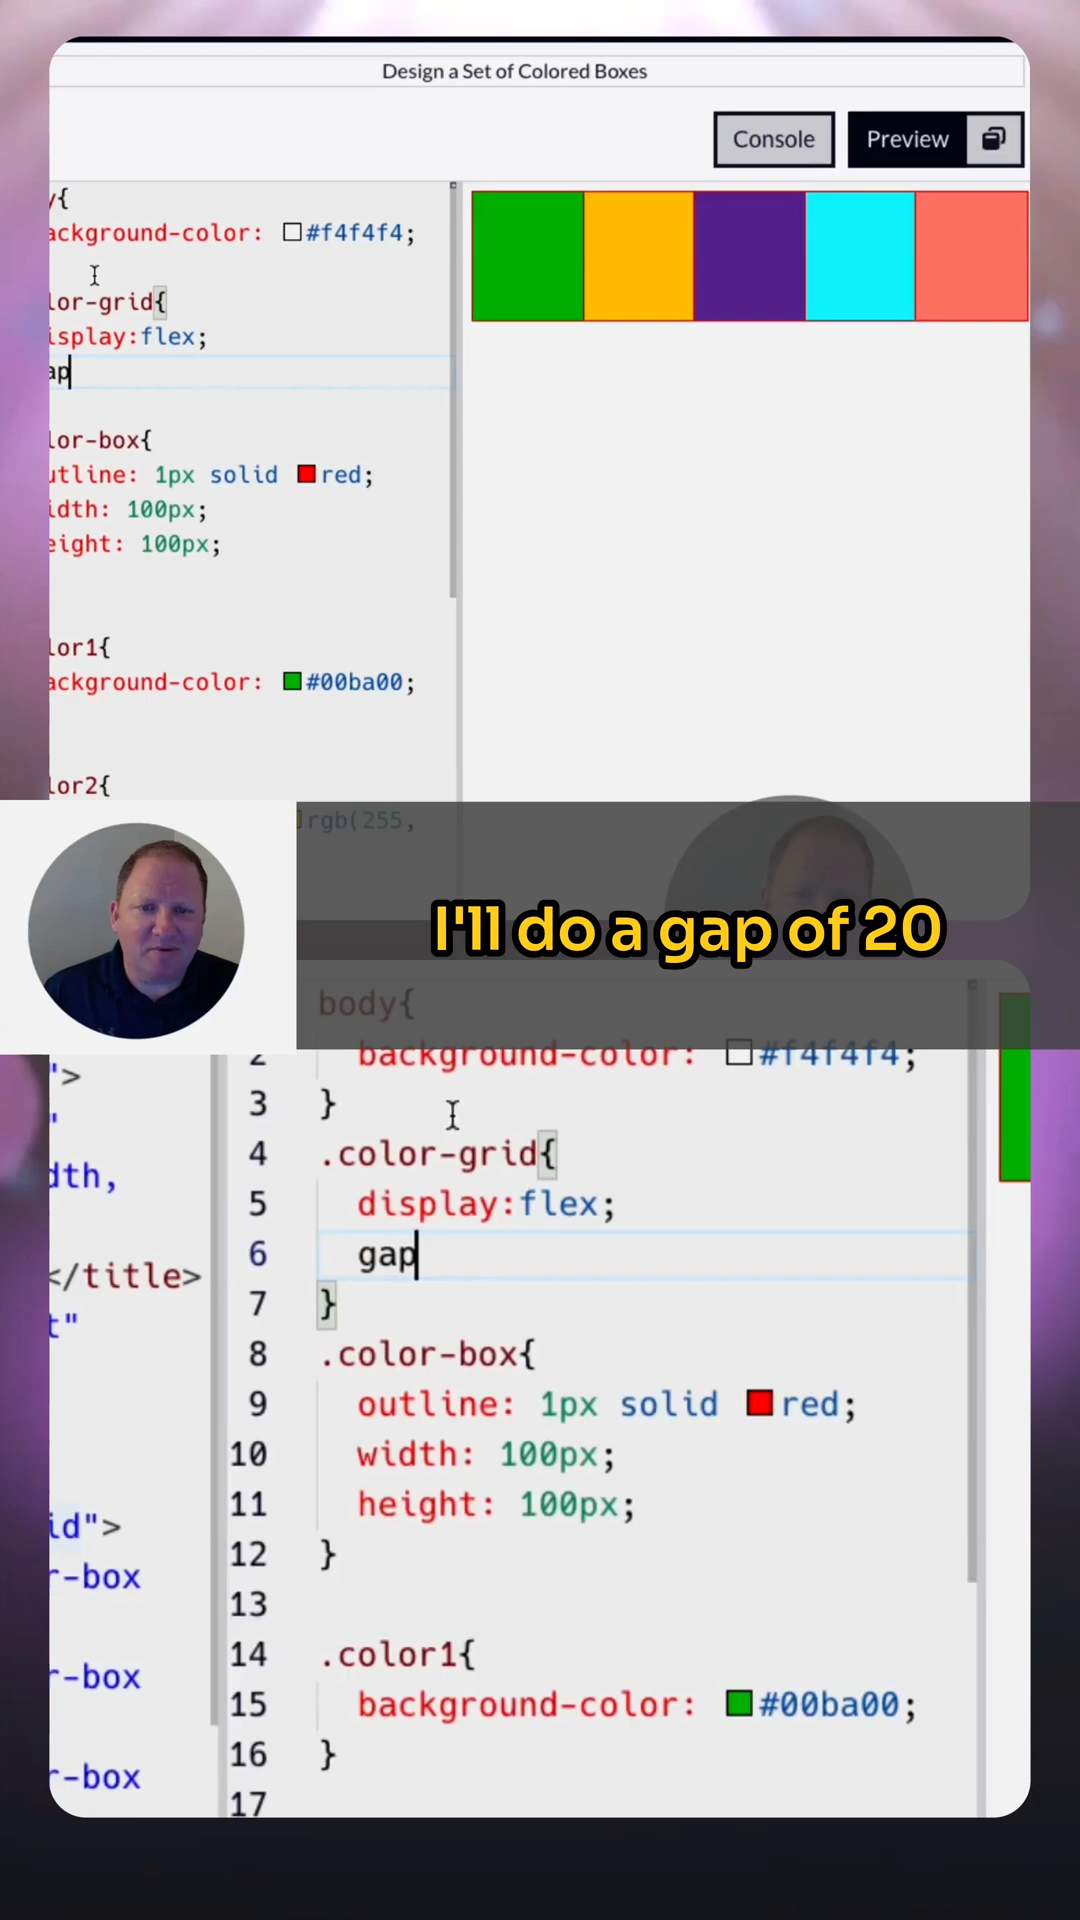 Design a Set of Colored Boxes
Console
Preview
y{
ackground-color: #f4f4f4;
lor-grid{
isplay:flex;
ap
lor-box{
utline: 1px solid red;
idth: 100px;
eight: 100px;
lor1{
ackground-color: #00ba00;
lor2{
rgb(255,
I'll do a gap of 20
body{
2 background-color: #f4f4f4;
3 }
4 .color-grid{
5 display:flex;
6 gap
7 }
8 .color-box{
9 outline: 1px solid red;
10 width: 100px;
11 height: 100px;
12 }
13
14 .color1{
15 background-color: #00ba00;
16 }
17
">
"
dth,
</title>
t"
id">
r-box
r-box
r-box